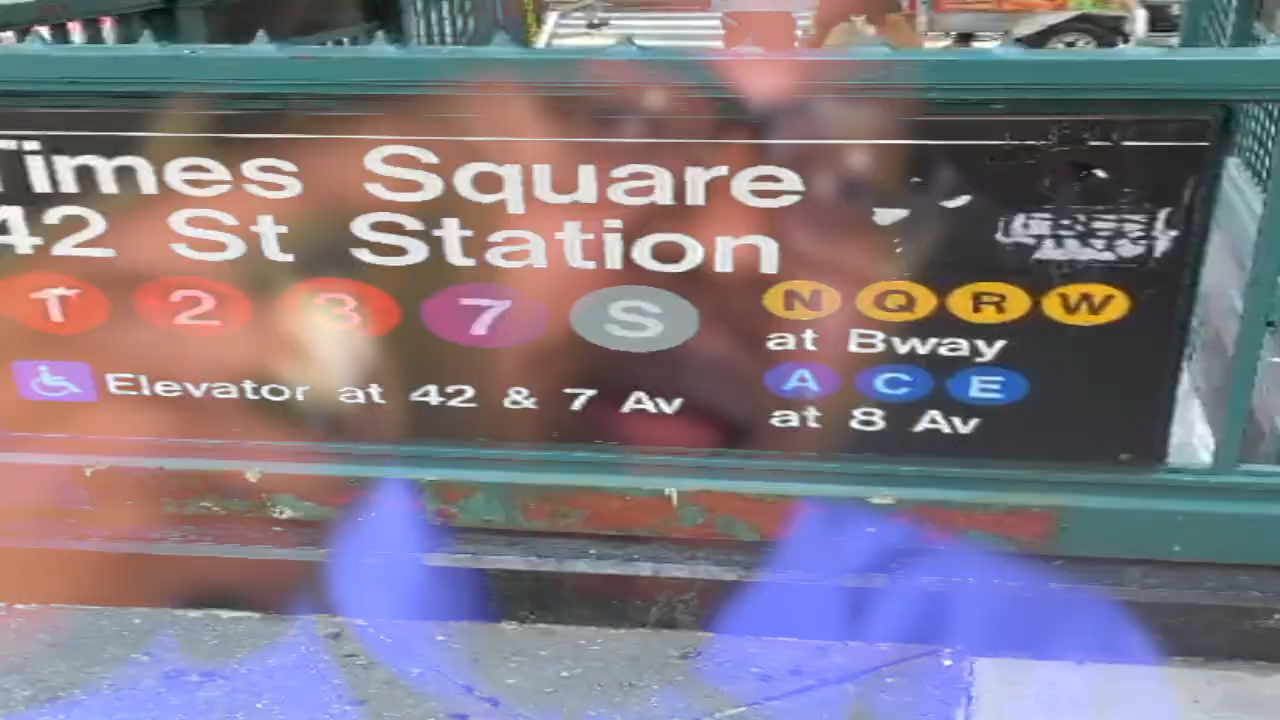 Times Square
42 St Station
1 2 3 7 S
Elevator at 42 & 7 Av
N Q R W
at Bway
A C E
at 8 Av